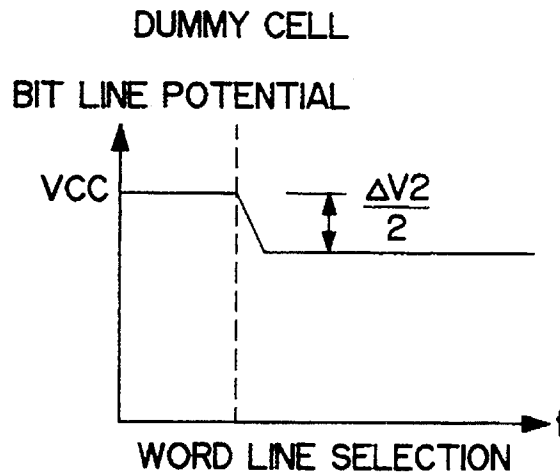 DUMMY CELL
BIT LINE POTENTIAL
VCC
ΔV2
2
t
WORD LINE SELECTION